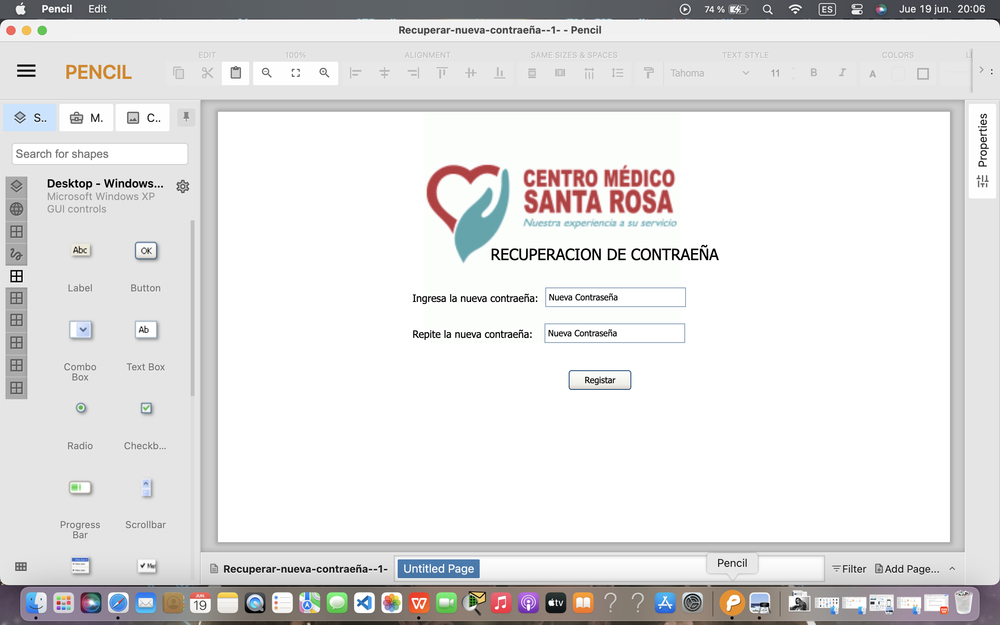 Pencil Edit 74 % ES Jue 19 jun. 20:06
Recuperar-nueva-contraeña--1- - Pencil
EDIT 100% ALIGNMENT SAME SIZES & SPACES TEXT STYLE COLORS LI
PENCIL Tahoma 11 B I A
S.. M. C..
Properties
Search for shapes
Desktop - Windows...
Microsoft Windows XP
GUI controls
Abc OK
Label Button
Ab
Combo Box Text Box
Radio Checkb...
Progress Bar Scrollbar
CENTRO MÉDICO
SANTA ROSA
Nuestra experiencia a su servicio
RECUPERACION DE CONTRAEÑA
Ingresa la nueva contraeña: Nueva Contraseña
Repite la nueva contraeña: Nueva Contraseña
Registar
Recuperar-nueva-contraeña--1- Untitled Page Pencil Filter Add Page...
JUN.
19
tv